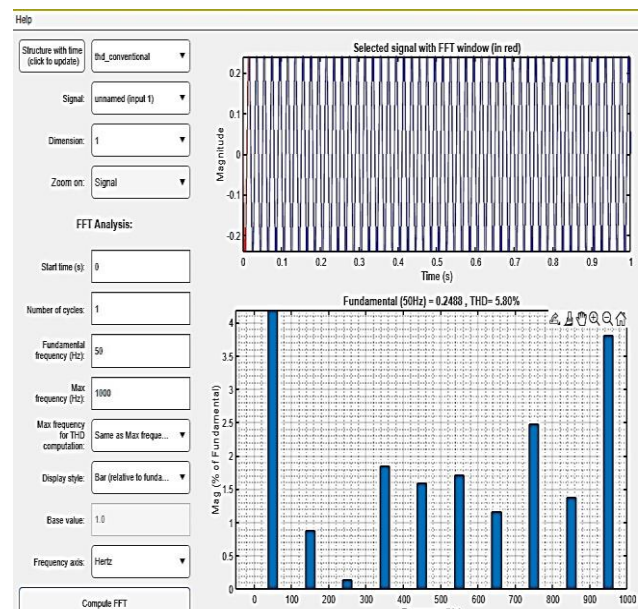 Help
Structure with time
(click to update)
thd_conventional
Signal:
unnamed (input 1)
Dimension:
1
Zoom on:
Signal
FFT Analysis:
Start time (s):
0
Number of cycles:
1
Fundamental
frequency (Hz):
50
Max
frequency (Hz):
1000
Max frequency
for THD
computation:
Same as Max freque...
Display style:
Bar (relative to funda...
Base value:
1.0
Frequency axis:
Hertz
Compute FFT
Selected signal with FFT window (in red)
Magnitude
0.2
0.1
0
-0.1
-0.2
0 0.1 0.2 0.3 0.4 0.5 0.6 0.7 0.8 0.9 1
Time (s)
Fundamental (50Hz) = 0.2488 , THD= 5.80%
Mag (% of Fundamental)
4
3.5
3
2.5
2
1.5
1
0.5
0
0 100 200 300 400 500 600 700 800 900 1000